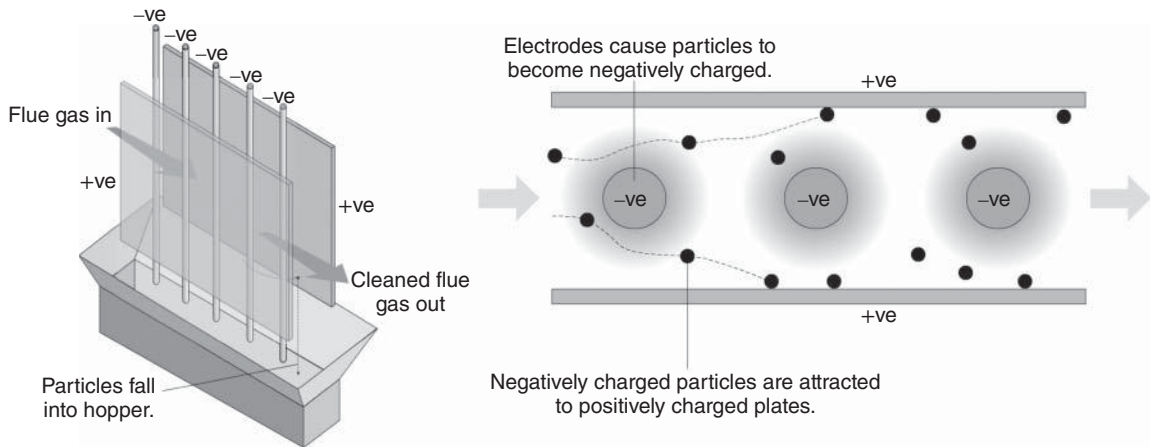 –ve
–ve
–ve
–ve
–ve
Flue gas in
+ve
+ve
Cleaned flue
gas out
Particles fall
into hopper.
Electrodes cause particles to
become negatively charged.
+ve
–ve
–ve
–ve
+ve
Negatively charged particles are attracted
to positively charged plates.